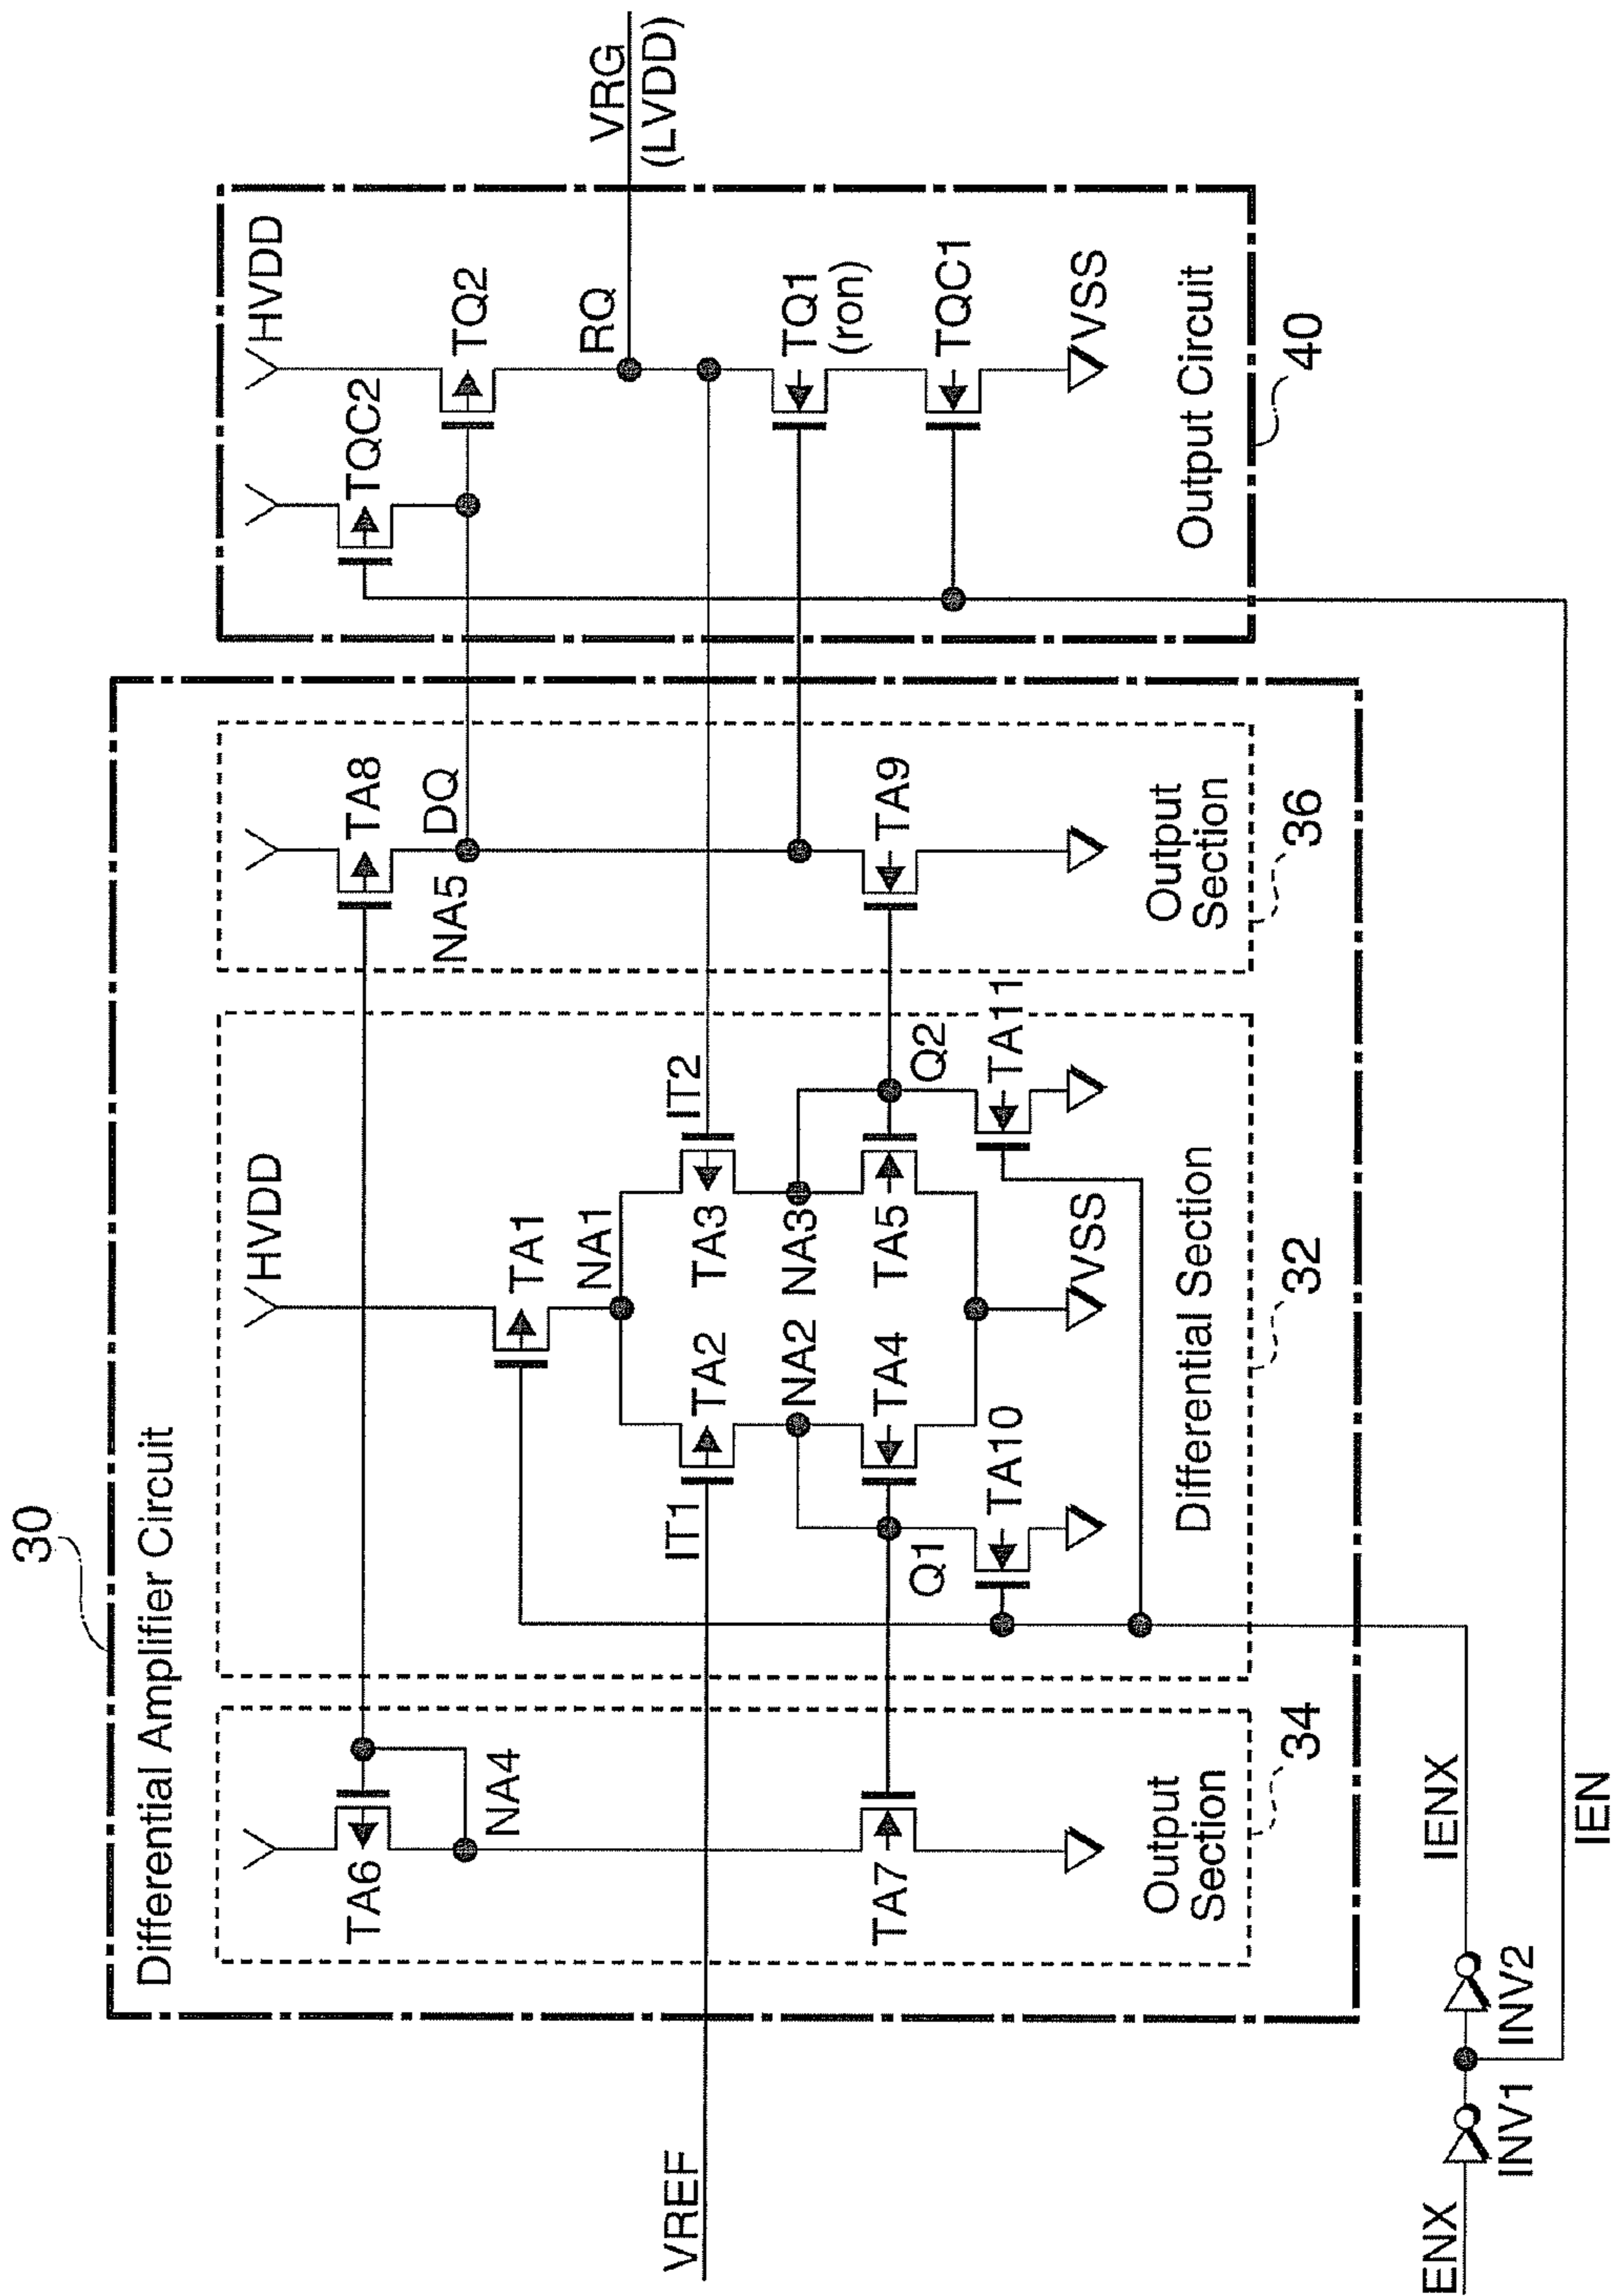 30
Differential Amplifier Circuit
HVDD
HVDD
TQC2
TA6
TA8
TQ2
NA4
NA5
DQ
TA1
NA1
RQ
VRG
(LVDD)
VREF
IT1
TA2
TA3
IT2
NA2
NA3
TQ1
(ron)
TA7
TA4
TA5
TA9
Q1
Q2
TQC1
TA10
TA11
VSS
VSS
Output
Section
Differential Section
Output
Section
Output Circuit
34
32
36
40
ENX
INV1
INV2
IENX
IEN